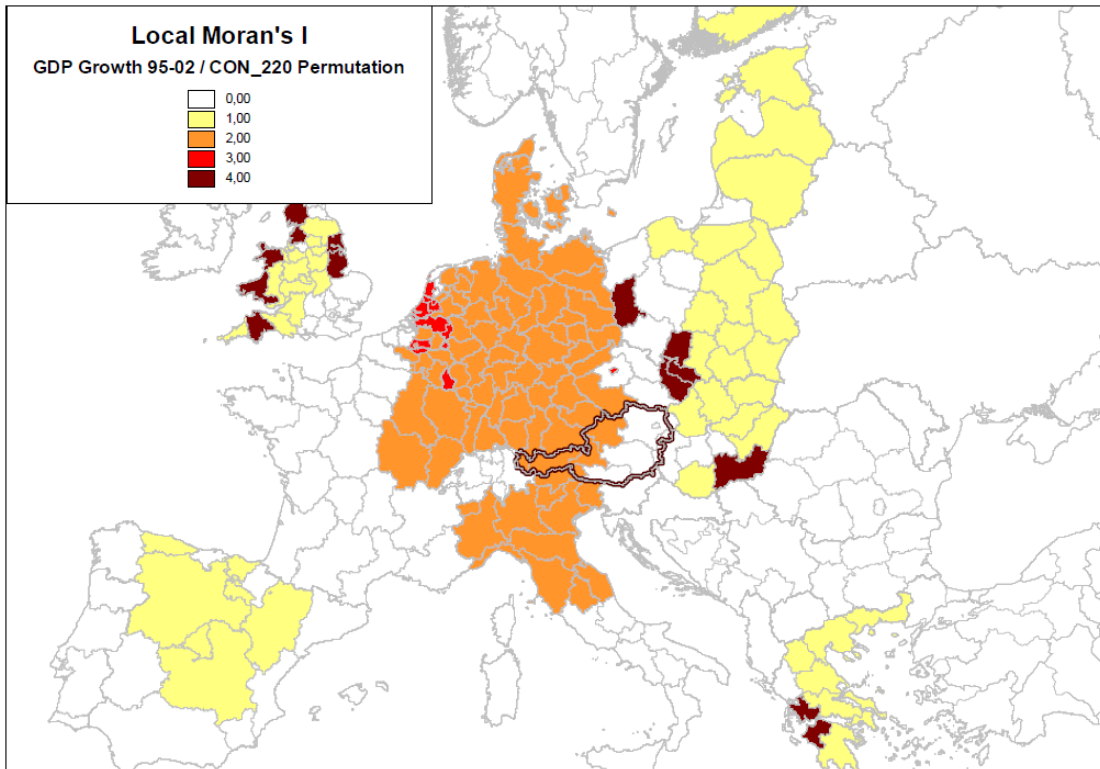 Local Moran's I
GDP Growth 95-02 / CON_220 Permutation
0,00
1,00
2,00
3,00
4,00